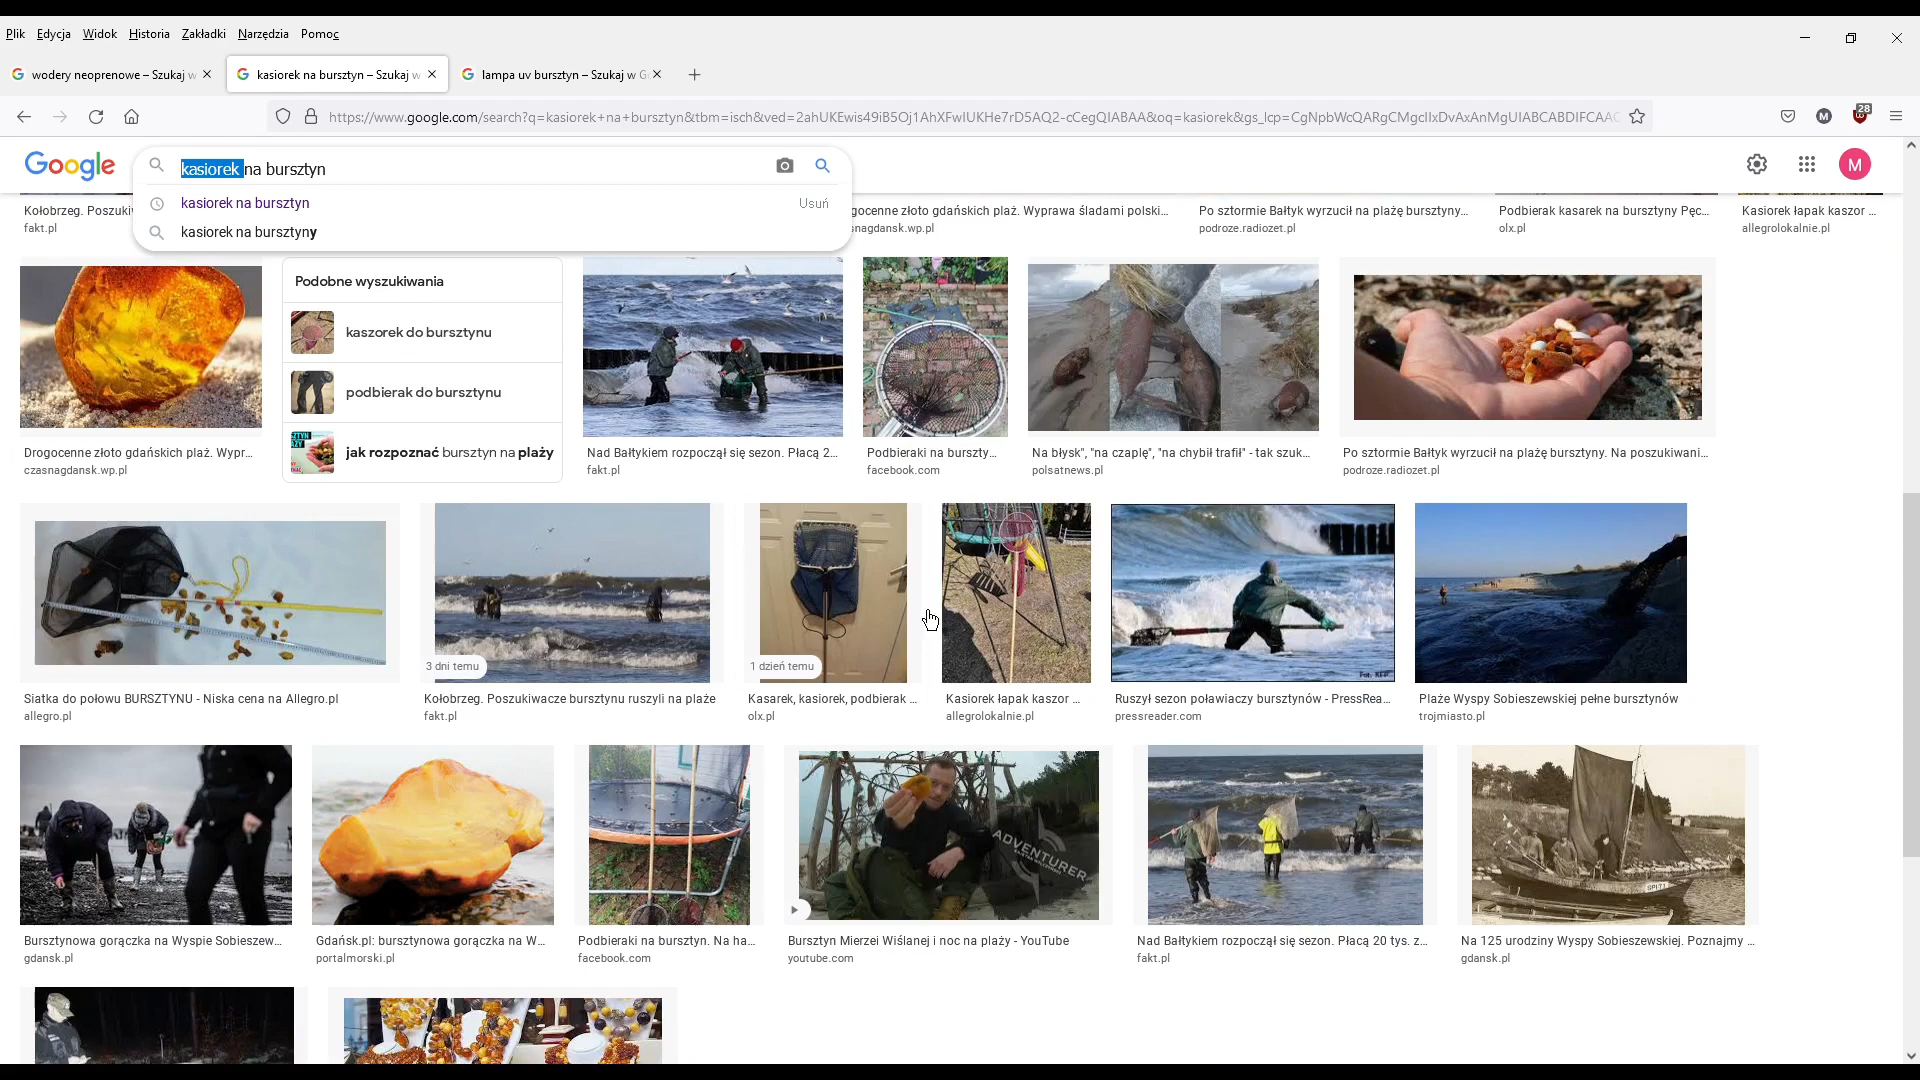 Plik Edycja Widok Historia Zakładki Narzędzia Pomoc
wodery neoprenowe – Szukaj w
kasiorek na bursztyn – Szukaj w
lampa uv bursztyn – Szukaj w Go
https://www.google.com/search?q=kasiorek+na+bursztyn&tbm=isch&ved=2ahUKEwis49iB5Oj1AhXFwIUKHe7rD5AQ2-cCegQIABAA&oq=kasiorek&gs_lcp=CgNpbWcQARgCMgcIIxDvAxAnMgUIABCABDIFCAAC
M
28
Google
kasiorek na bursztyn
M
kasiorek na bursztyn
Usuń
kasiorek na bursztyny
Kołobrzeg. Poszuki
fakt.pl
gocenne złoto gdańskich plaż. Wyprawa śladami polski...
snagdansk.wp.pl
Po sztormie Bałtyk wyrzucił na plażę bursztyny...
podroze.radiozet.pl
Podbierak kasarek na bursztyny Pęc...
olx.pl
Kasiorek łapak kaszor ...
allegrolokalnie.pl
Podobne wyszukiwania
kaszorek do bursztynu
podbierak do bursztynu
jak rozpoznać bursztyn na plaży
Drogocenne złoto gdańskich plaż. Wypr...
czasnagdansk.wp.pl
Nad Bałtykiem rozpoczął się sezon. Płacą 2...
fakt.pl
Podbieraki na burszty...
facebook.com
Na błysk", "na czaplę", "na chybił trafił" - tak szuk...
polsatnews.pl
Po sztormie Bałtyk wyrzucił na plażę bursztyny. Na poszukiwani...
podroze.radiozet.pl
3 dni temu
1 dzień temu
Siatka do połowu BURSZTYNU - Niska cena na Allegro.pl
allegro.pl
Kołobrzeg. Poszukiwacze bursztynu ruszyli na plaże
fakt.pl
Kasarek, kasiorek, podbierak ...
olx.pl
Kasiorek łapak kaszor ...
allegrolokalnie.pl
Ruszył sezon poławiaczy bursztynów - PressRea...
pressreader.com
Plaże Wyspy Sobieszewskiej pełne bursztynów
trojmiasto.pl
ADVENTURER
Bursztynowa gorączka na Wyspie Sobieszew...
gdansk.pl
Gdańsk.pl: bursztynowa gorączka na W...
portalmorski.pl
Podbieraki na bursztyn. Na ha...
facebook.com
Bursztyn Mierzei Wiślanej i noc na plaży - YouTube
youtube.com
Nad Bałtykiem rozpoczął się sezon. Płacą 20 tys. z...
fakt.pl
Na 125 urodziny Wyspy Sobieszewskiej. Poznajmy ...
gdansk.pl